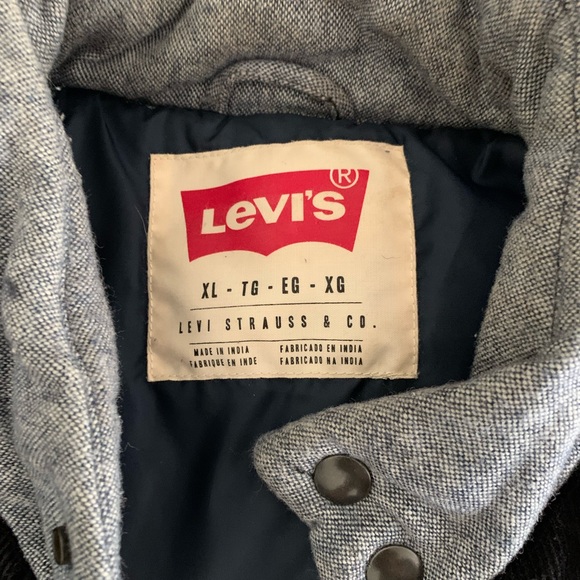 LEVI'S®
XL - TG - EG - XG
LEVI STRAUSS & CO.
MADE IN INDIA FABRICADO EN INDIA
FABRIQUE EN INDE FABRICADO NA INDIA